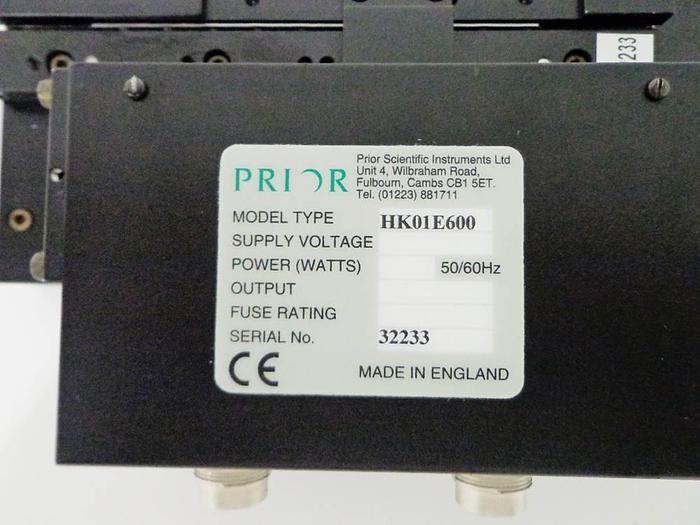 233
PRIOR
Prior Scientific Instruments Ltd
Unit 4, Wilbraham Road,
Fulbourn, Cambs CB1 5ET.
Tel. (01223) 881711
MODEL TYPE HK01E600
SUPPLY VOLTAGE
POWER (WATTS) 50/60Hz
OUTPUT
FUSE RATING
SERIAL No. 32233
CE MADE IN ENGLAND